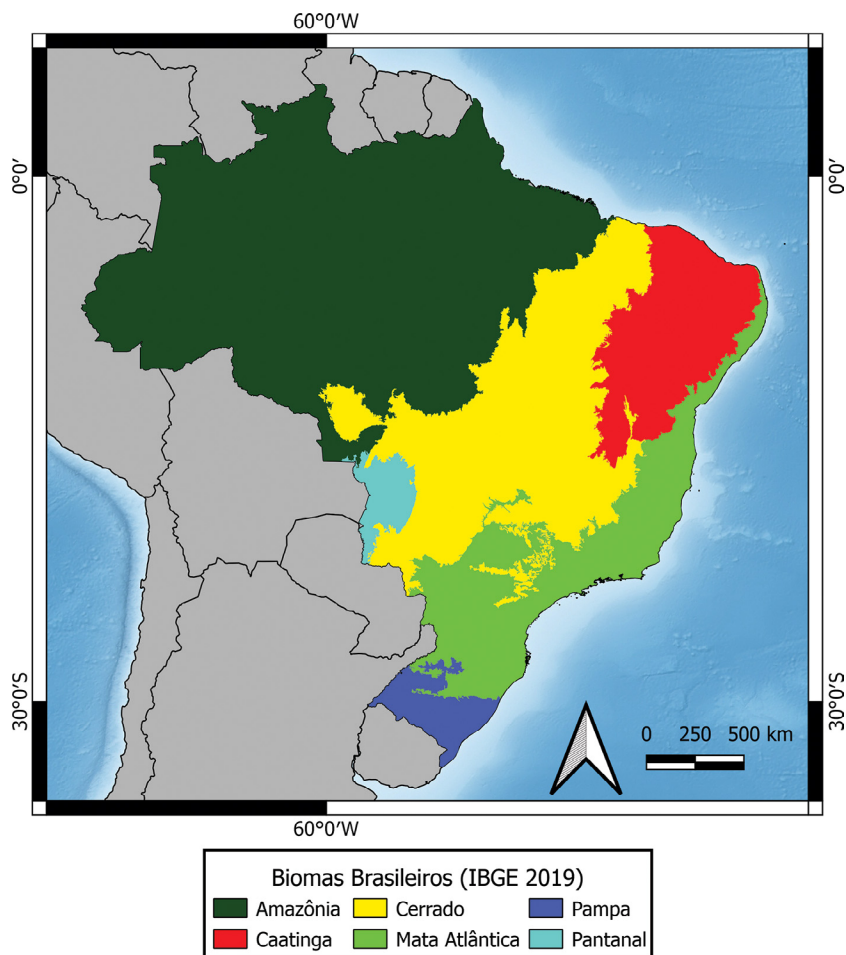 60°0′W
0°0′
0°0′
30°0′S
30°0′S
0 250 500 km
60°0′W
Biomas Brasileiros (IBGE 2019)
Amazônia Cerrado Pampa
Caatinga Mata Atlântica Pantanal